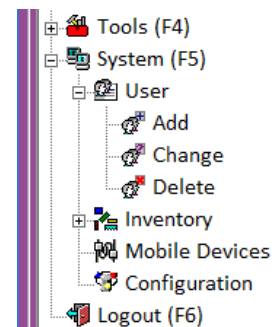 Tools (F4)
System (F5)
User
Add
Change
Delete
Inventory
Mobile Devices
Configuration
Logout (F6)